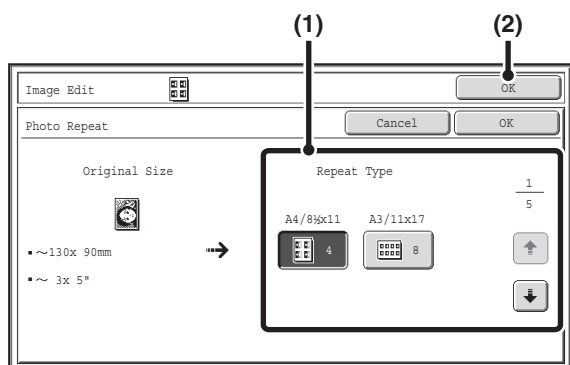 (1) (2)
Image Edit OK
Photo Repeat Cancel OK
Original Size Repeat Type
1
5
A4/8½x11 A3/11x17
4 8
▪～130x 90mm
▪～ 3x 5"